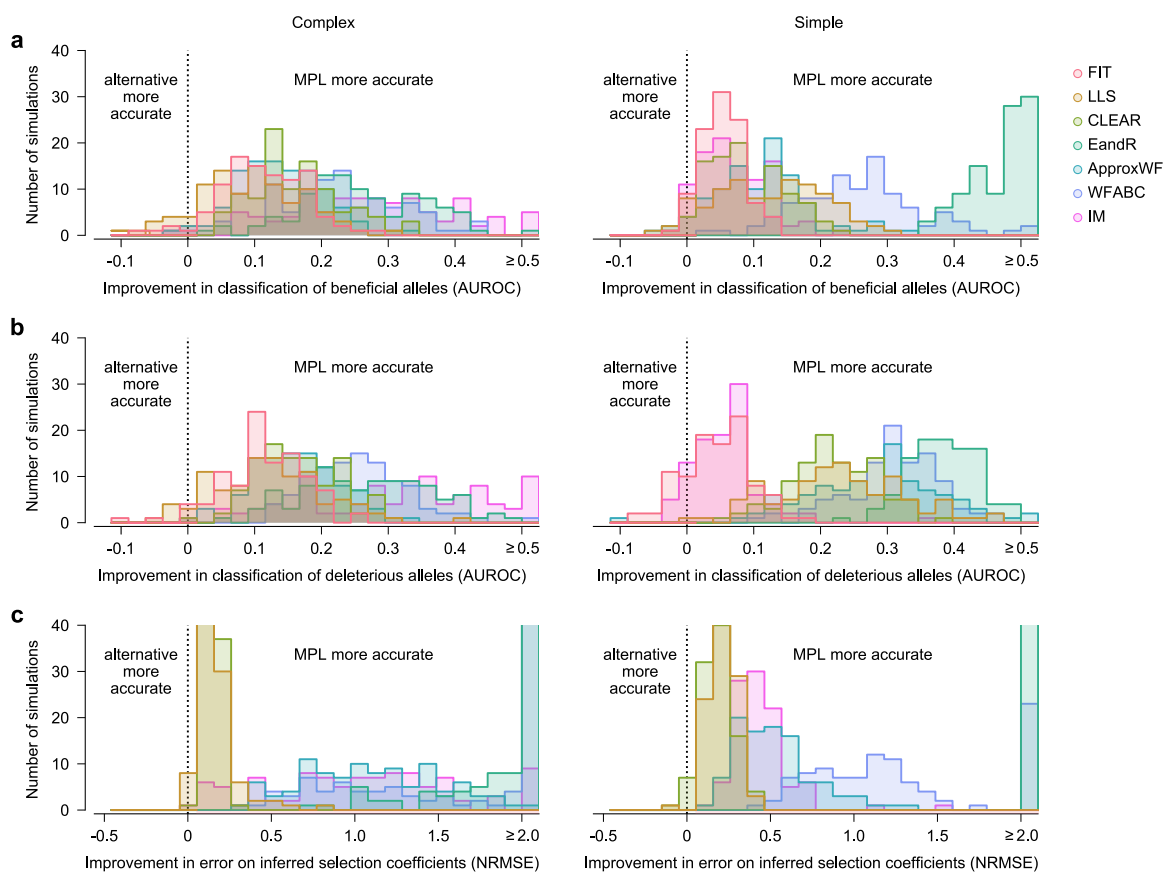 Complex
Simple
a
40
30
20
10
0
Number of simulations
alternative
more
accurate
MPL more accurate
-0.1
0
0.1
0.2
0.3
0.4
≥0.5
Improvement in classification of beneficial alleles (AUROC)
alternative
more
accurate
MPL more accurate
-0.1
0
0.1
0.2
0.3
0.4
≥0.5
Improvement in classification of beneficial alleles (AUROC)
FIT
LLS
CLEAR
EandR
ApproxWF
WFABC
IM
b
40
30
20
10
0
Number of simulations
alternative
more
accurate
MPL more accurate
-0.1
0
0.1
0.2
0.3
0.4
≥0.5
Improvement in classification of deleterious alleles (AUROC)
alternative
more
accurate
MPL more accurate
-0.1
0
0.1
0.2
0.3
0.4
≥0.5
Improvement in classification of deleterious alleles (AUROC)
c
40
30
20
10
0
Number of simulations
alternative
more
accurate
MPL more accurate
-0.5
0
0.5
1.0
1.5
≥2.0
Improvement in error on inferred selection coefficients (NRMSE)
alternative
more
accurate
MPL more accurate
-0.5
0
0.5
1.0
1.5
≥2.0
Improvement in error on inferred selection coefficients (NRMSE)